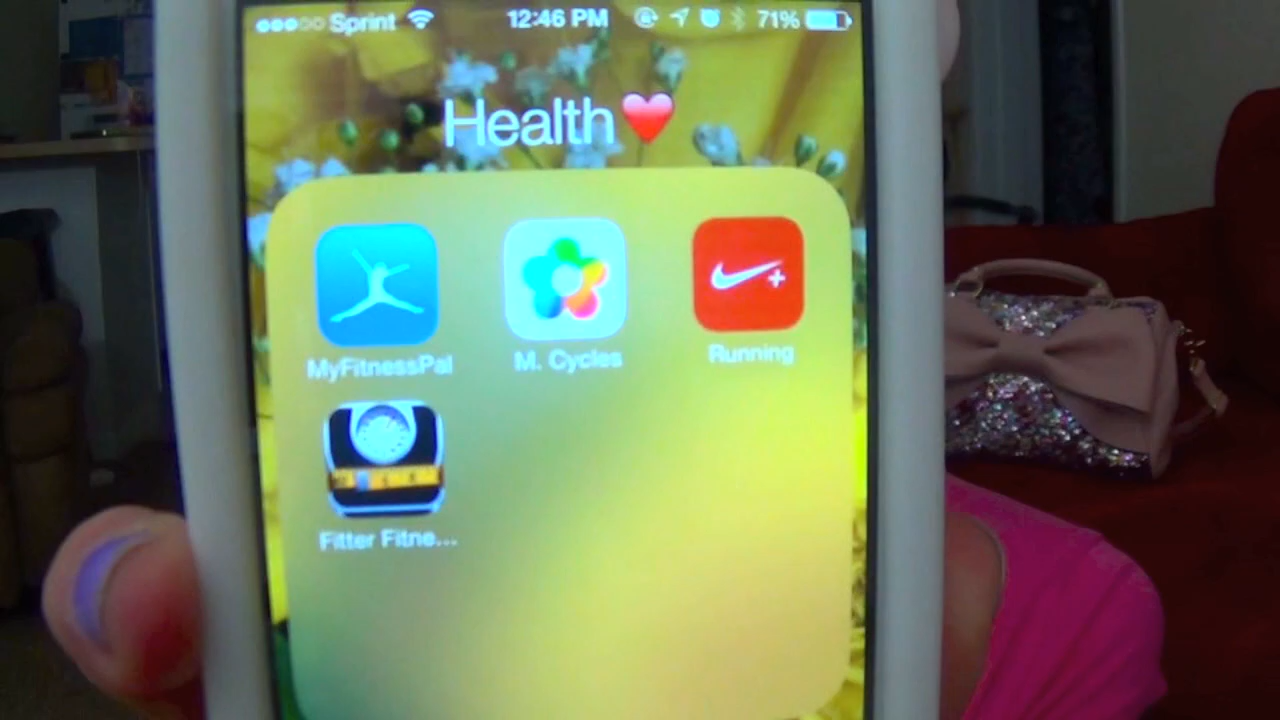 Sprint 12:46 PM 71%
Health
MyFitnessPal M. Cycles Running
Fitter Fitne...